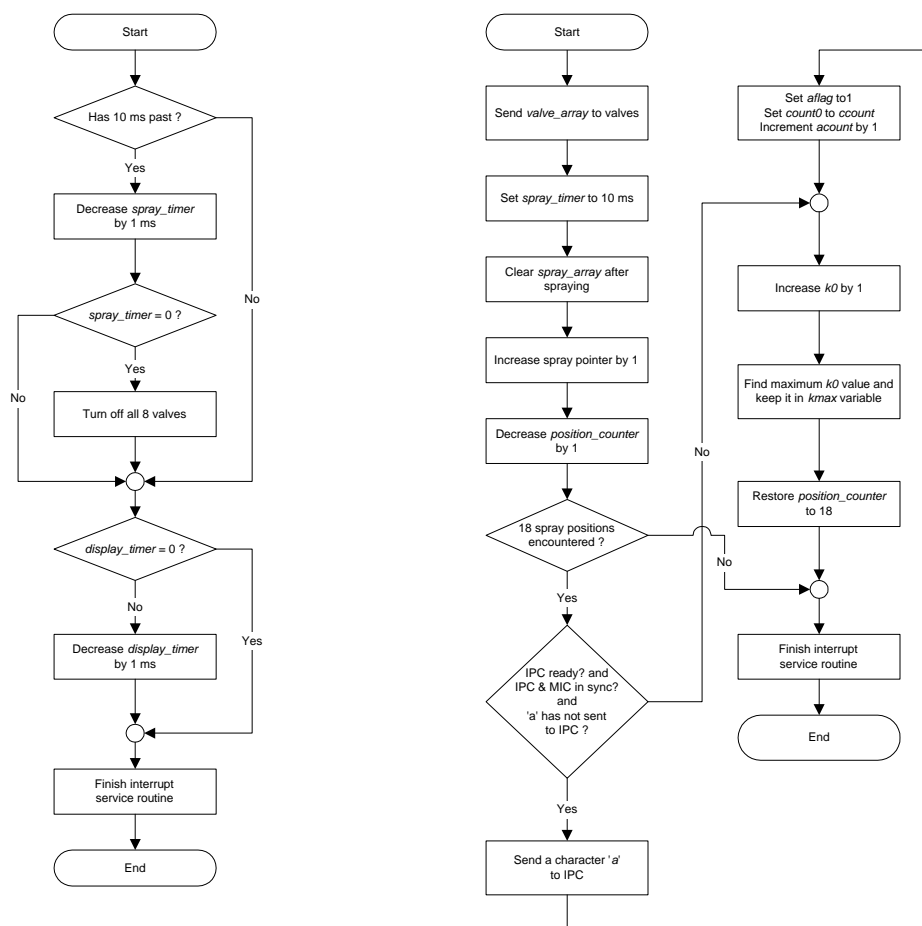 Start
Has 10 ms past ?
Yes
Decrease spray_timer
by 1 ms
No
spray_timer = 0 ?
Yes
No
Turn off all 8 valves
display_timer = 0 ?
No
Yes
Decrease display_timer
by 1 ms
Finish interrupt
service routine
End
Start
Send valve_array to valves
Set spray_timer to 10 ms
Clear spray_array after
spraying
Increase spray pointer by 1
Decrease position_counter
by 1
18 spray positions
encountered ?
No
Yes
IPC ready? and
IPC & MIC in sync?
and
'a' has not sent
to IPC ?
No
Yes
Send a character 'a'
to IPC
Set aflag to1
Set count0 to ccount
Increment acount by 1
Increase k0 by 1
Find maximum k0 value and
keep it in kmax variable
Restore position_counter
to 18
Finish interrupt
service routine
End